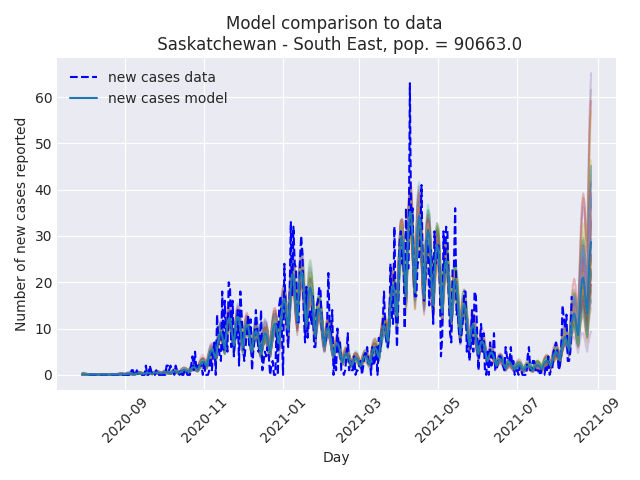 Model comparison to data
Saskatchewan - South East, pop. = 90663.0
new cases data
new cases model
Number of new cases reported
60
50
40
30
20
10
0
2020-09
2020-11
2021-01
2021-03
2021-05
2021-07
2021-09
Day